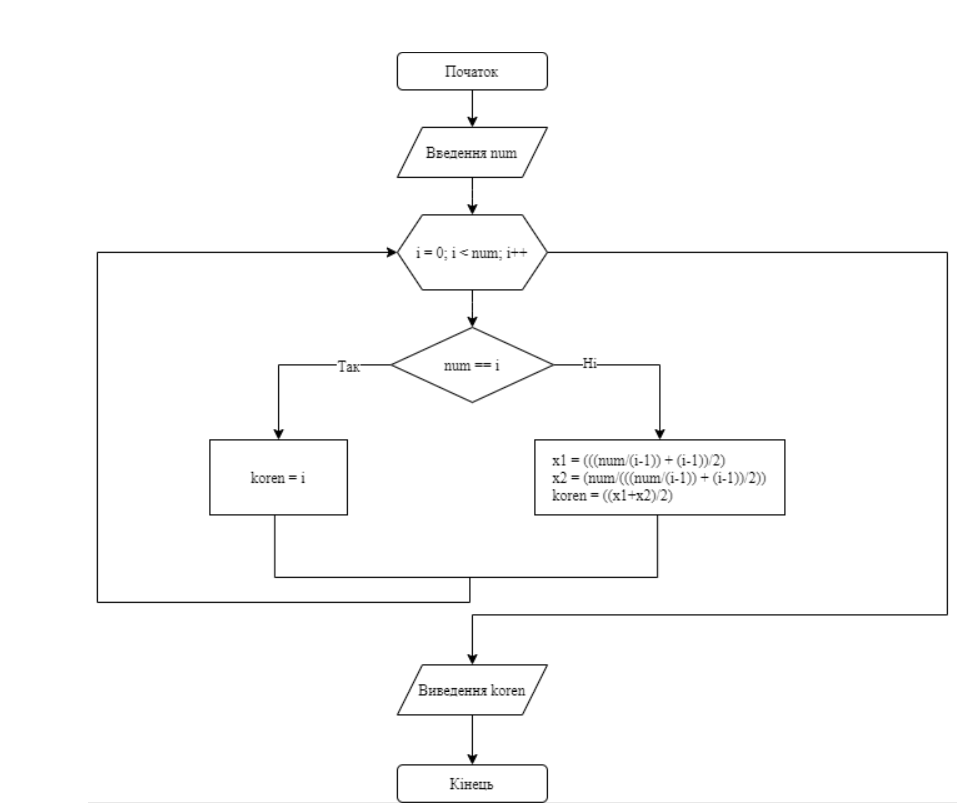 Початок
Введення num
i = 0; i < num; i++
num == i
Так
Ні
koren = i
x1 = (((num/(i-1)) + (i-1))/2)
x2 = (num/(((num/(i-1)) + (i-1))/2))
koren = ((x1+x2)/2)
Виведення koren
Кінець